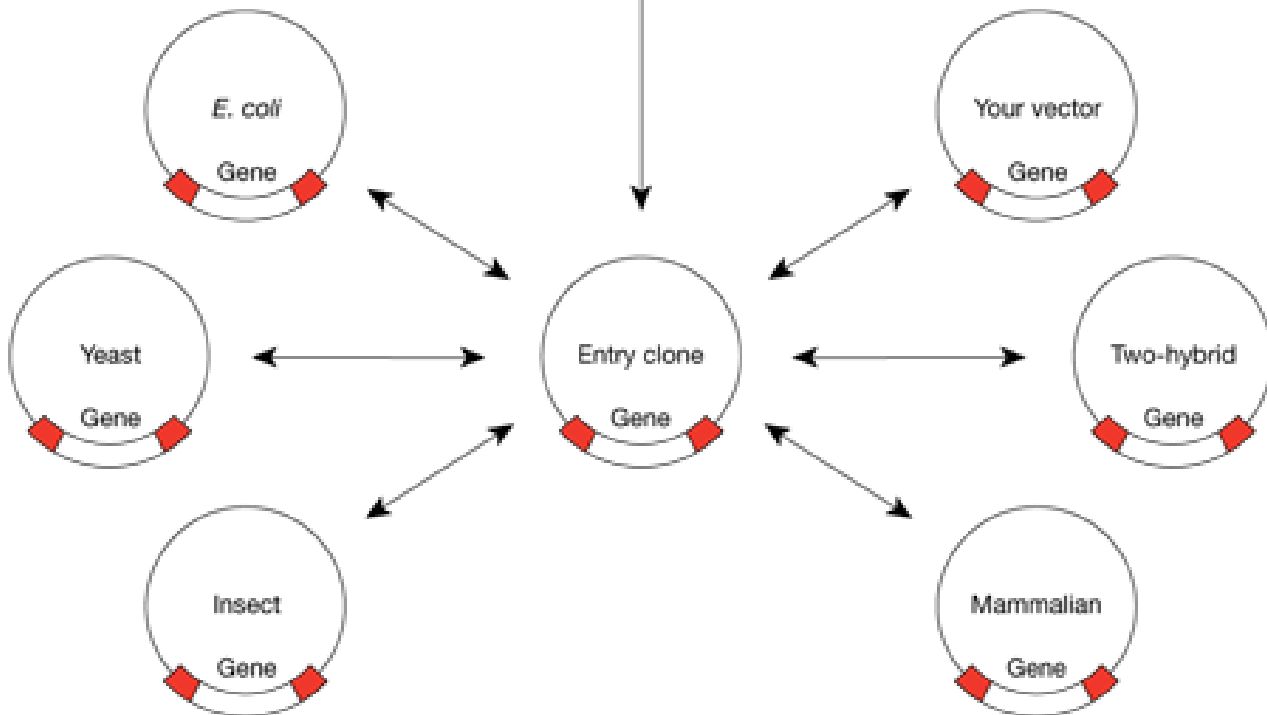 E. coli
Gene
Your vector
Gene
Yeast
Gene
Entry clone
Gene
Two-hybrid
Gene
Insect
Gene
Mammalian
Gene